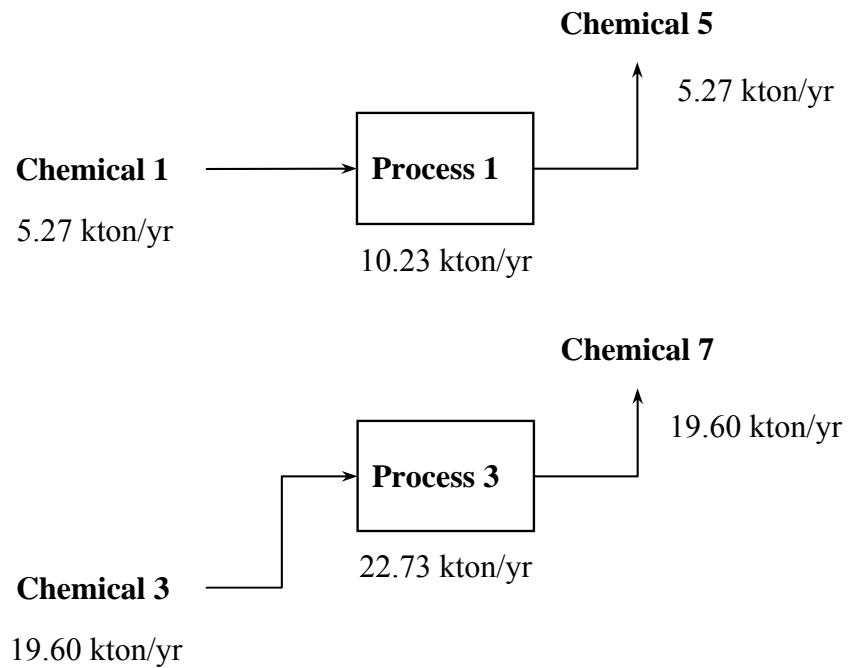 Chemical 5
5.27 kton/yr
Chemical 1
Process 1
5.27 kton/yr
10.23 kton/yr
Chemical 7
19.60 kton/yr
Process 3
22.73 kton/yr
Chemical 3
19.60 kton/yr